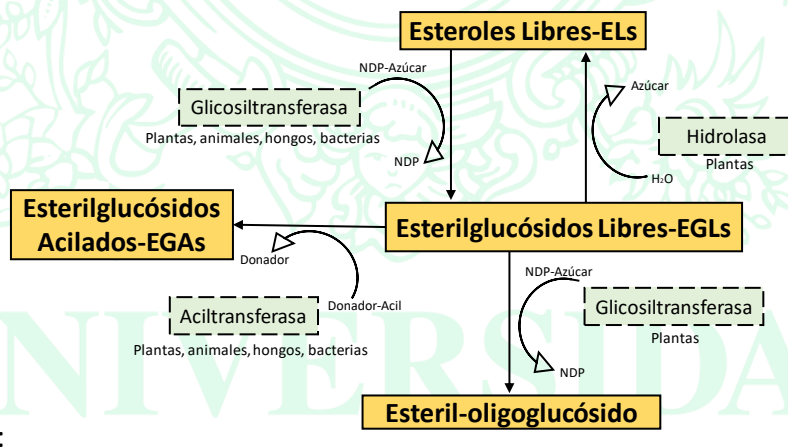 Esteroles Libres-ELs
NDP-Azúcar
Glicosiltransferasa
Plantas, animales, hongos, bacterias
NDP
Azúcar
Hidrolasa
Plantas
H₂O
Esterilglucósidos
Acilados-EGAs
Esterilglucósidos Libres-EGLs
Donador
Donador-Acil
Aciltransferasa
Plantas, animales, hongos, bacterias
NDP-Azúcar
Glicosiltransferasa
Plantas
NDP
Esteril-oligoglucósido
NIVERSIDA
: